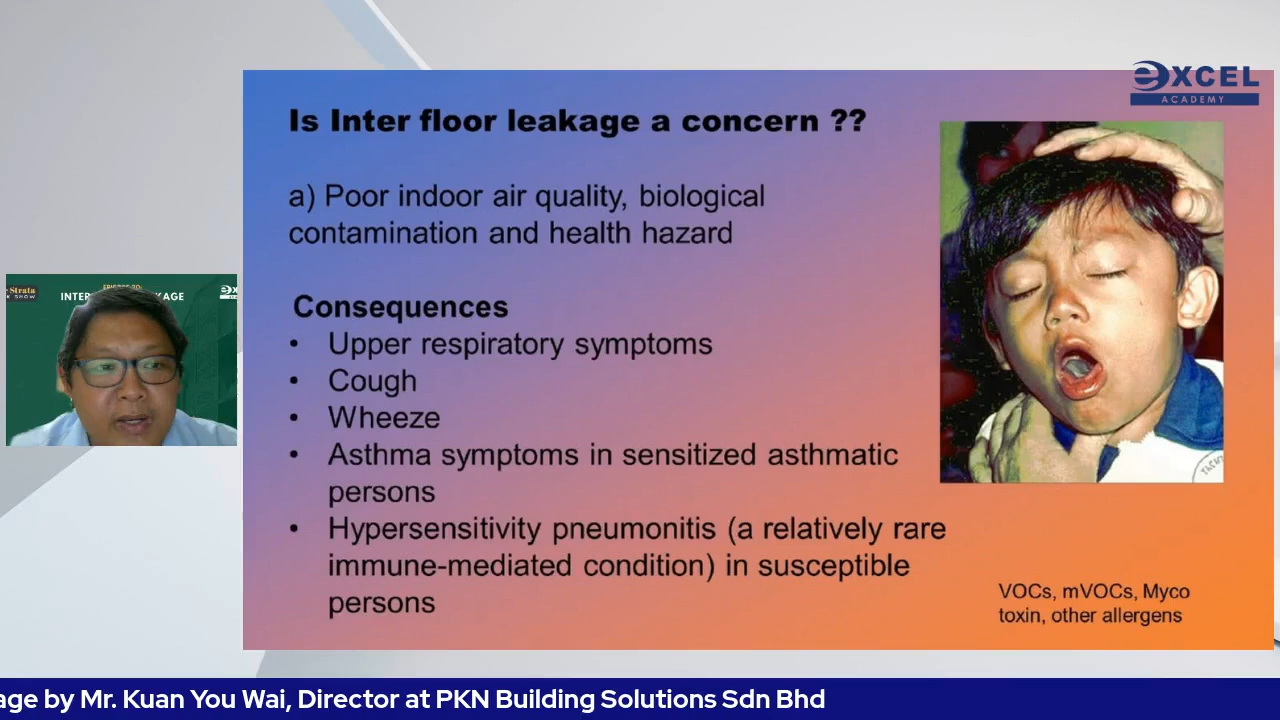 eXCEL
ACADEMY
Is Inter floor leakage a concern ??
a) Poor indoor air quality, biological
contamination and health hazard
Consequences
• Upper respiratory symptoms
• Cough
• Wheeze
• Asthma symptoms in sensitized asthmatic
persons
• Hypersensitivity pneumonitis (a relatively rare
immune-mediated condition) in susceptible
persons
VOCs, mVOCs, Myco
toxin, other allergens
Strata
SHOW
INTER
KAGE
age by Mr. Kuan You Wai, Director at PKN Building Solutions Sdn Bhd